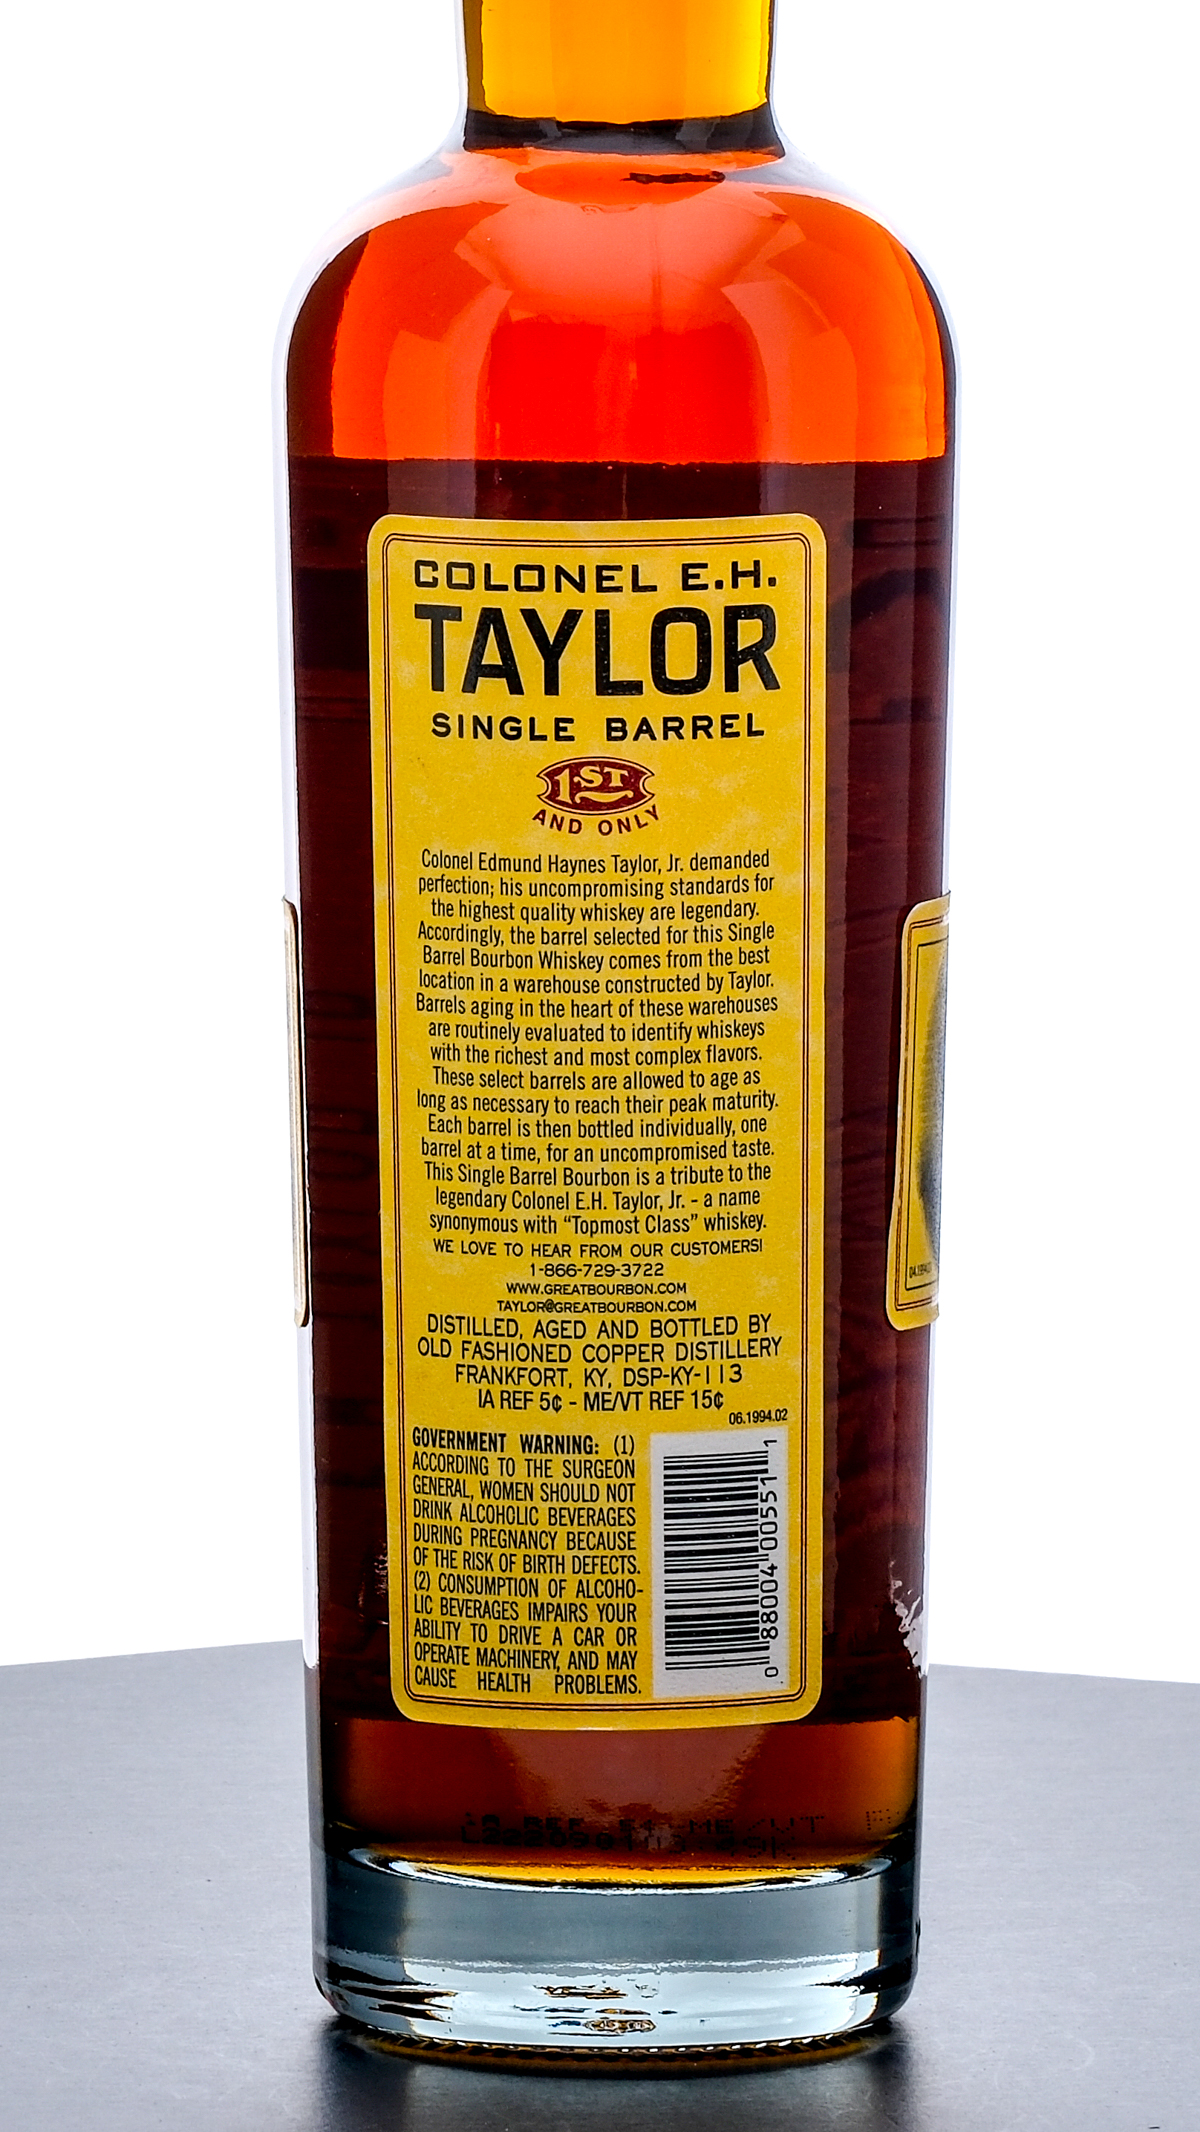 COLONEL E.H.
TAYLOR
SINGLE BARREL
1ST
AND ONLY
Colonel Edmund Haynes Taylor, Jr. demanded
perfection; his uncompromising standards for
the highest quality whiskey are legendary.
Accordingly, the barrel selected for this Single
Barrel Bourbon Whiskey comes from the best
location in a warehouse constructed by Taylor.
Barrels aging in the heart of these warehouses
are routinely evaluated to identify whiskeys
with the richest and most complex flavors.
These select barrels are allowed to age as
long as necessary to reach their peak maturity.
Each barrel is then bottled individually, one
barrel at a time, for an uncompromised taste.
This Single Barrel Bourbon is a tribute to the
legendary Colonel E.H. Taylor, Jr. - a name
synonymous with “Topmost Class” whiskey.
WE LOVE TO HEAR FROM OUR CUSTOMERS!
1-866-729-3722
WWW.GREATBOURBON.COM
TAYLOR@GREATBOURBON.COM
DISTILLED, AGED AND BOTTLED BY
OLD FASHIONED COPPER DISTILLERY
FRANKFORT, KY, DSP-KY-113
IA REF 5¢ - ME/VT REF 15¢
06.1994.02
GOVERNMENT WARNING: (1)
ACCORDING TO THE SURGEON
GENERAL, WOMEN SHOULD NOT
DRINK ALCOHOLIC BEVERAGES
DURING PREGNANCY BECAUSE
OF THE RISK OF BIRTH DEFECTS.
(2) CONSUMPTION OF ALCOHO-
LIC BEVERAGES IMPAIRS YOUR
ABILITY TO DRIVE A CAR OR
OPERATE MACHINERY, AND MAY
CAUSE HEALTH PROBLEMS.
0 88004 00551 1